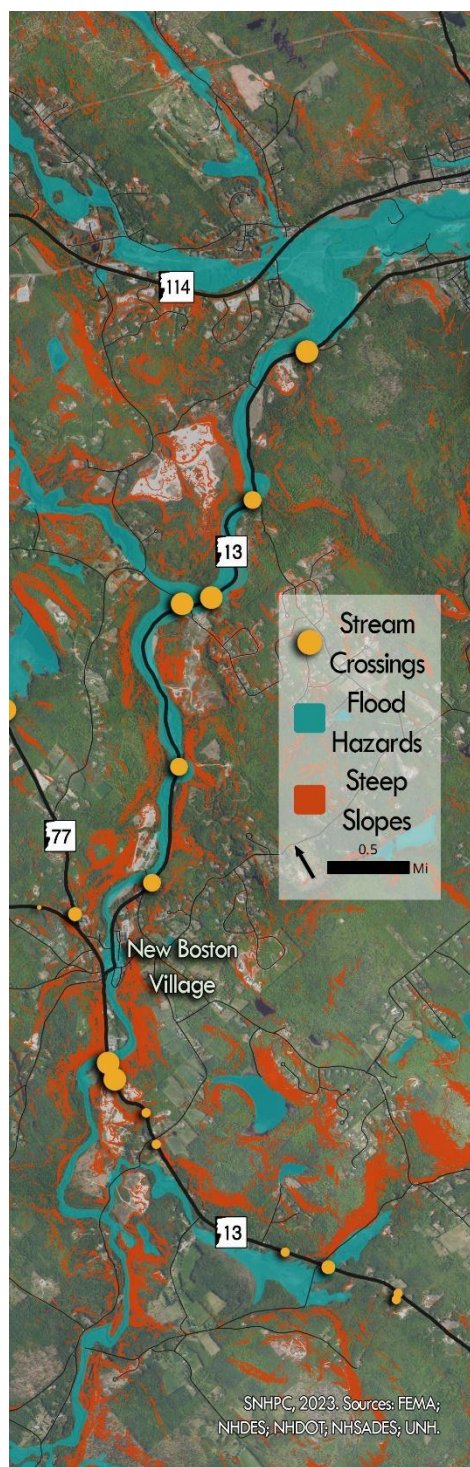 114
13
Stream
Crossings
Flood
Hazards
Steep
Slopes
0.5
Mi
77
New Boston
Village
13
SNHPC, 2023. Sources: FEMA;
NHDES; NHDOT; NHSADES; UNH.